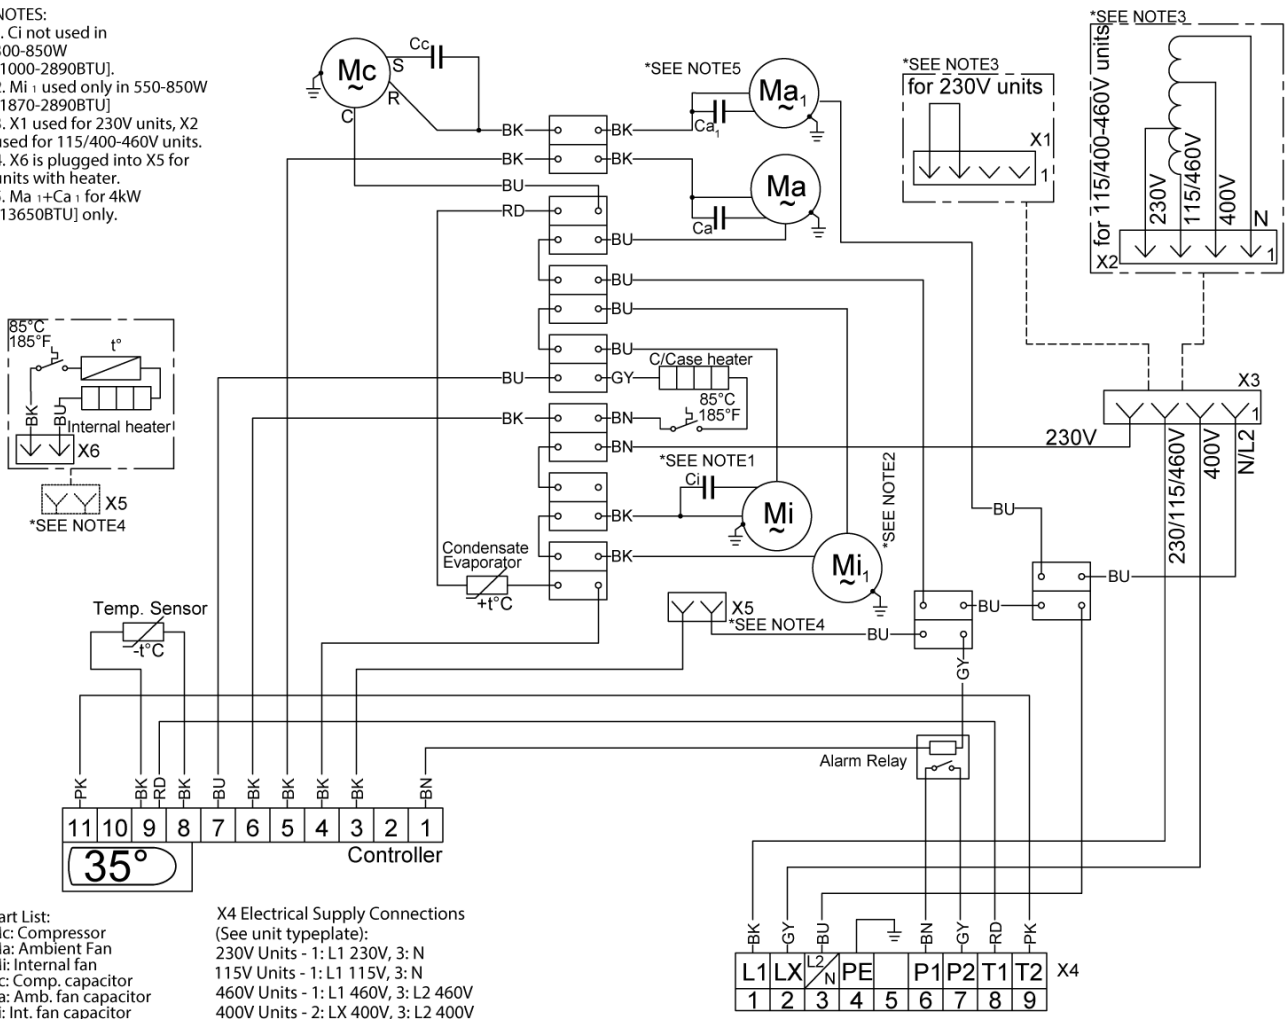 NOTES:
. Ci not used in
300-850W
1000-2890BTU].
2. Mi 1 used only in 550-850W
1870-2890BTU]
3. X1 used for 230V units, X2
used for 115/400-460V units.
4. X6 is plugged into X5 for
units with heater.
5. Ma 1+Ca 1 for 4kW
13650BTU] only.
Mc
~
S
R
C
Cc
*SEE NOTE5
Ma1
~
Ca1
Ma
~
Ca
BK
BK
BU
RD
BK
BK
BU
BU
BU
BU
GY
BU
BK
BN
BN
BK
BK
C/Case heater
85°C
185°F
*SEE NOTE1
Ci
Mi
~
*SEE NOTE2
Mi1
~
Condensate
Evaporator
+t°C
*SEE NOTE3
for 230V units
X1
1
*SEE NOTE3
for 115/400-460V units
230V
115/460V
400V
N
X2
1
X3
1
230V
230/115/460V
400V
N/L2
85°C
185°F
t°
BK
BU
Internal heater
X6
X5
*SEE NOTE4
Temp. Sensor
-t°C
X5
*SEE NOTE4
BU
BU
BU
BU
GY
Alarm Relay
PK
BK
RD
BK
BU
BK
BK
BK
BK
BN
11 10 9 8 7 6 5 4 3 2 1
35°
Controller
BK
GY
BU
BN
GY
RD
PK
L1 LX L2/N PE P1 P2 T1 T2
X4
1 2 3 4 5 6 7 8 9
art List:
c: Compressor
a: Ambient Fan
i: Internal fan
c: Comp. capacitor
a: Amb. fan capacitor
i: Int. fan capacitor
X4 Electrical Supply Connections
(See unit typeplate):
230V Units - 1: L1 230V, 3: N
115V Units - 1: L1 115V, 3: N
460V Units - 1: L1 460V, 3: L2 460V
400V Units - 2: LX 400V, 3: L2 400V